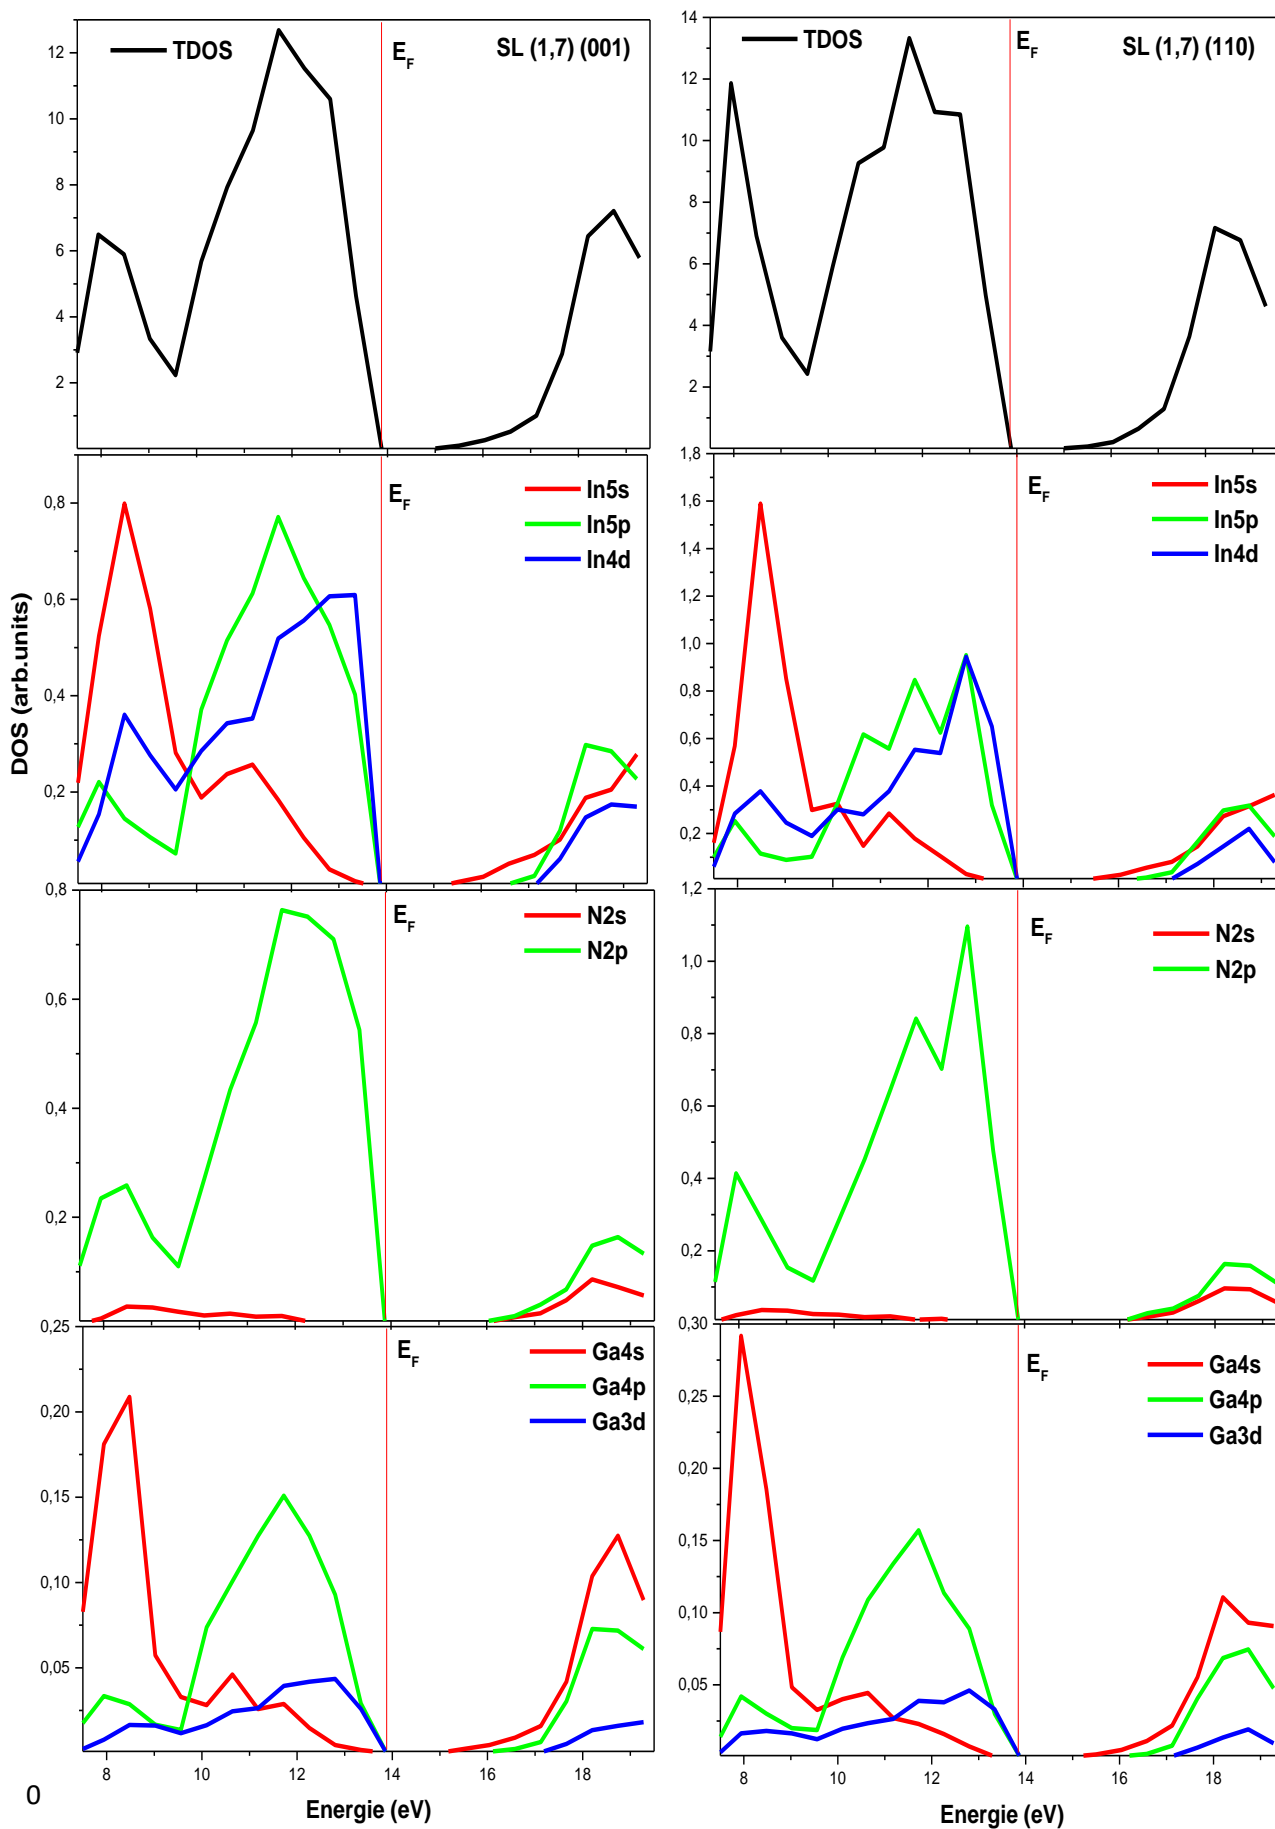 TDOS
E_F
SL (1,7) (001)
12
10
8
6
4
2
TDOS
E_F
SL (1,7) (110)
14
12
10
8
6
4
2
DOS (arb.units)
In5s
In5p
In4d
E_F
0,8
0,6
0,4
0,2
In5s
In5p
In4d
E_F
1,8
1,6
1,4
1,2
1,0
0,8
0,6
0,4
0,2
N2s
N2p
E_F
0,8
0,6
0,4
0,2
N2s
N2p
E_F
1,2
1,0
0,8
0,6
0,4
0,2
Ga4s
Ga4p
Ga3d
E_F
0,25
0,20
0,15
0,10
0,05
8 10 12 14 16 18
0
Energie (eV)
Ga4s
Ga4p
Ga3d
E_F
0,30
0,25
0,20
0,15
0,10
0,05
8 10 12 14 16 18
Energie (eV)